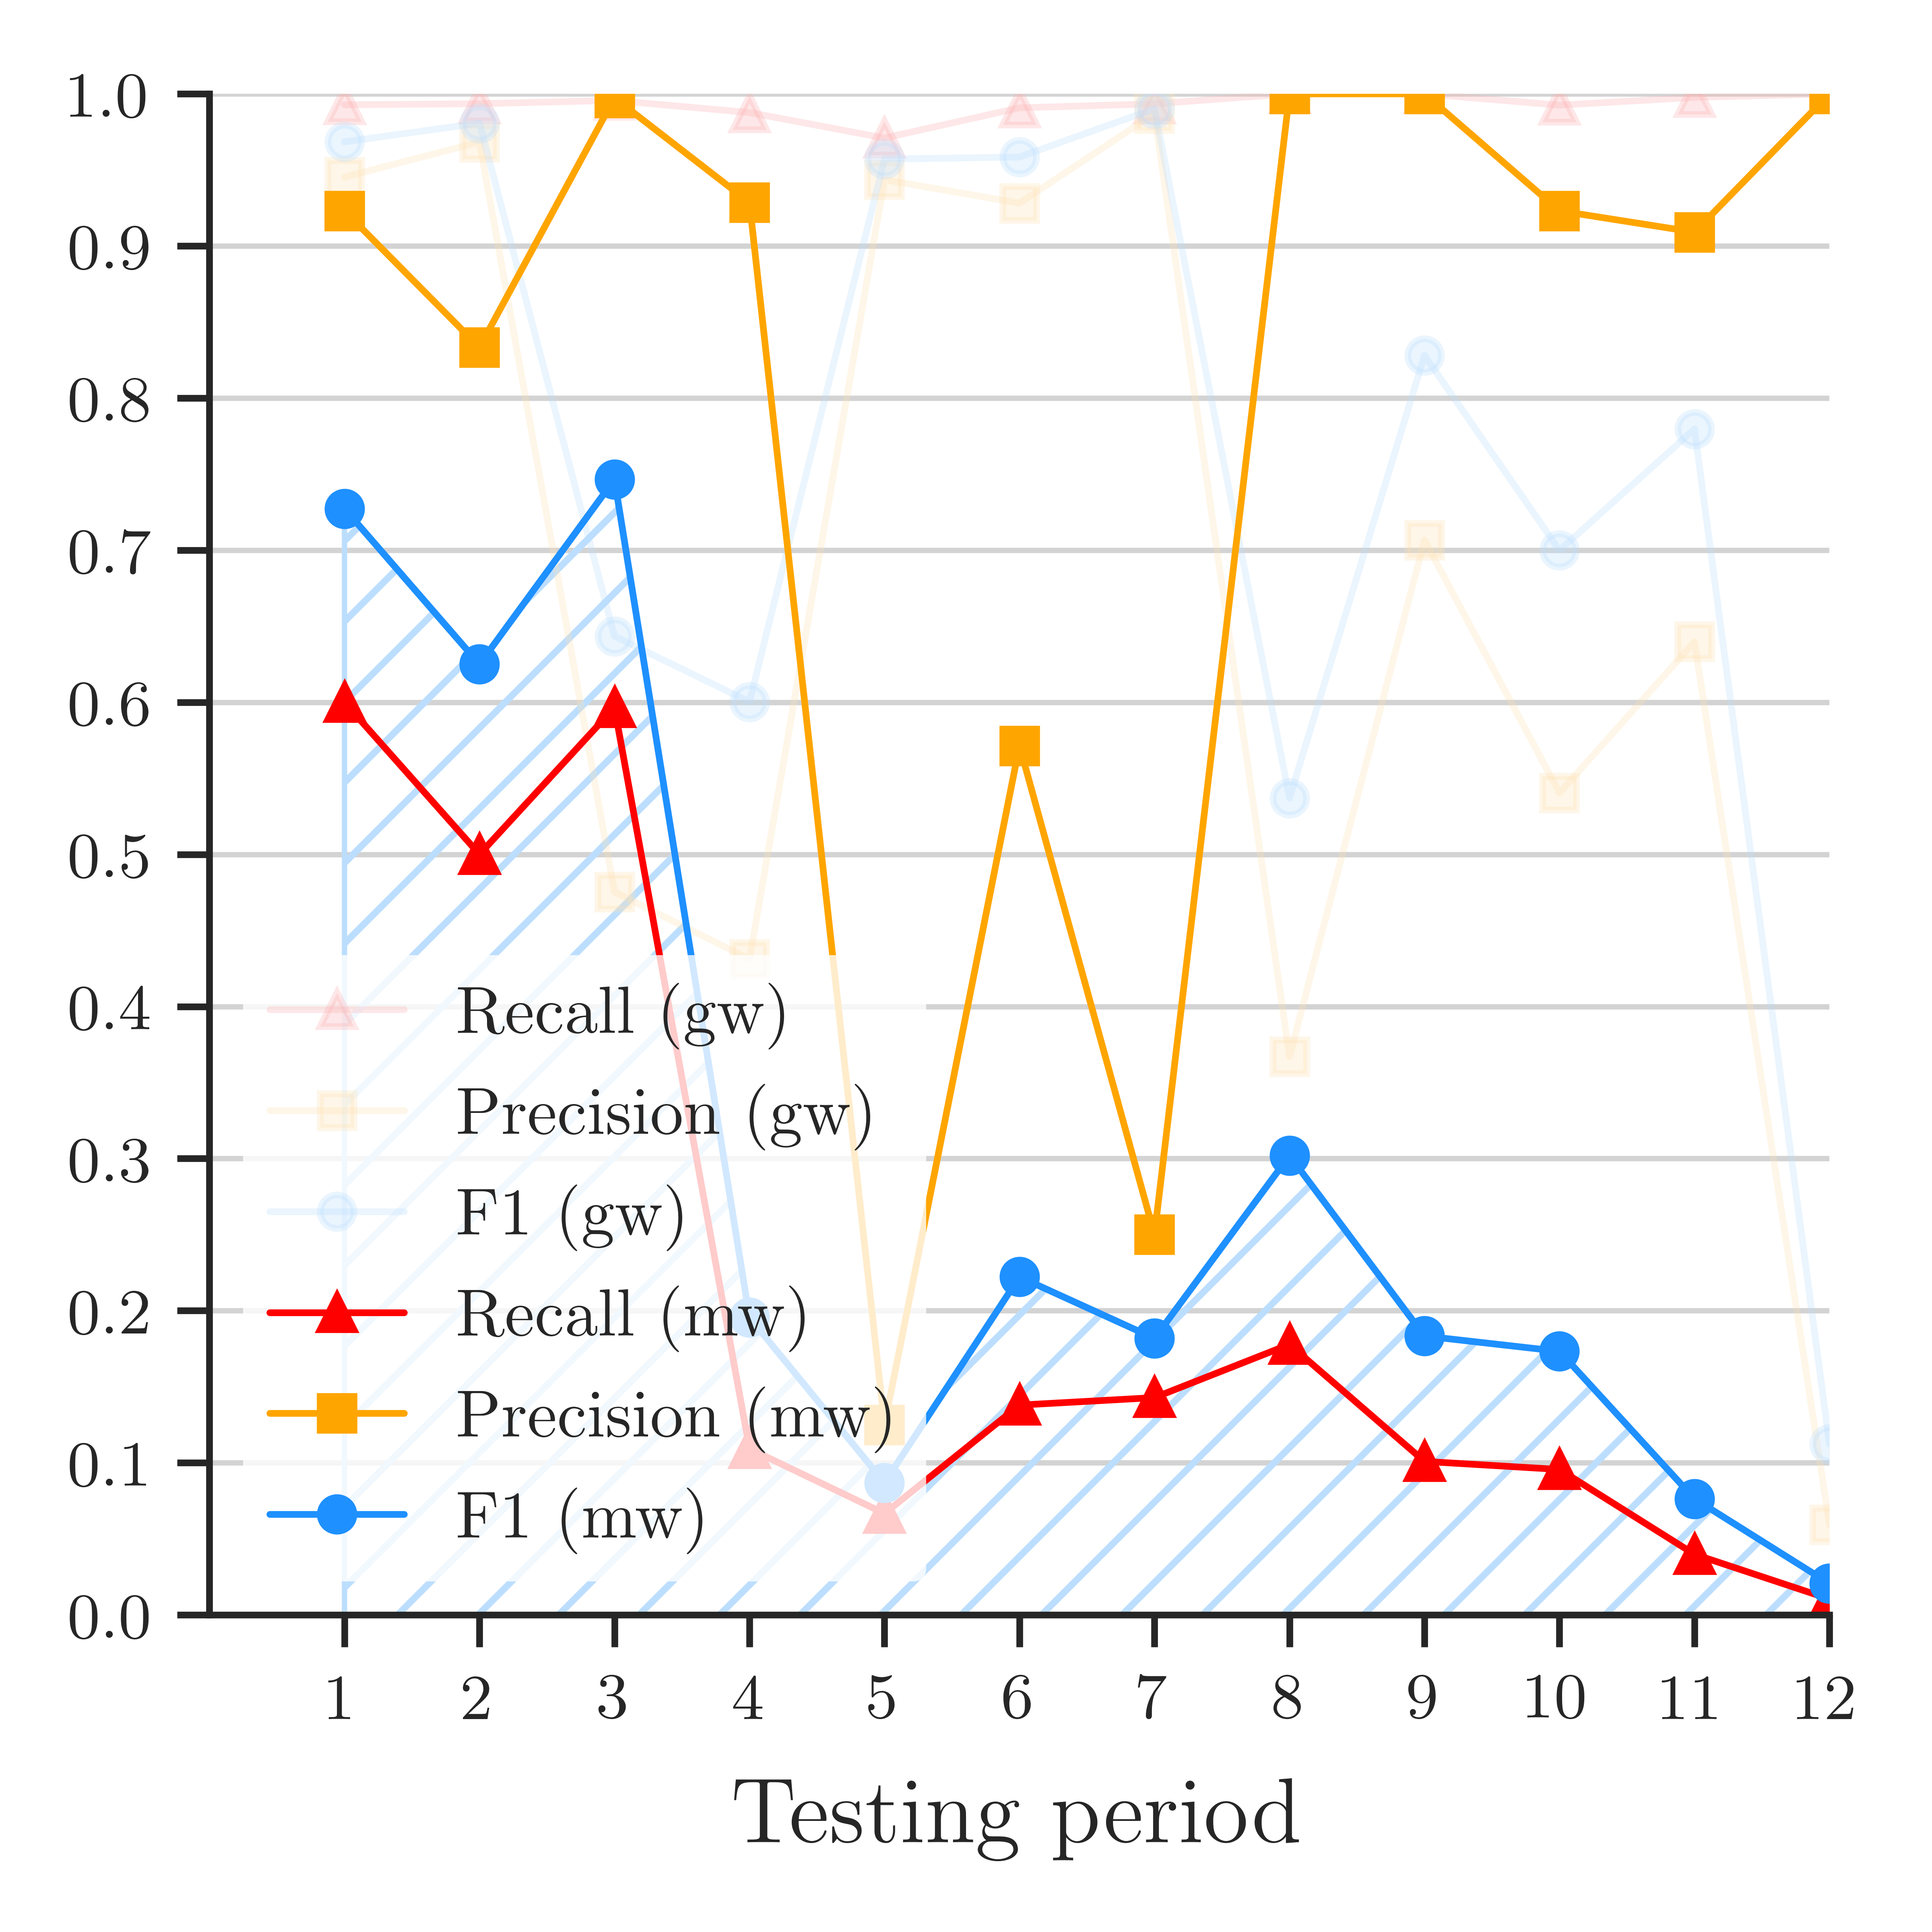 1.0
0.9
0.8
0.7
0.6
0.5
0.4
0.3
0.2
0.1
0.0
Recall (gw)
Precision (gw)
F1 (gw)
Recall (mw)
Precision (mw)
F1 (mw)
1 2 3 4 5 6 7 8 9 10 11 12
Testing period